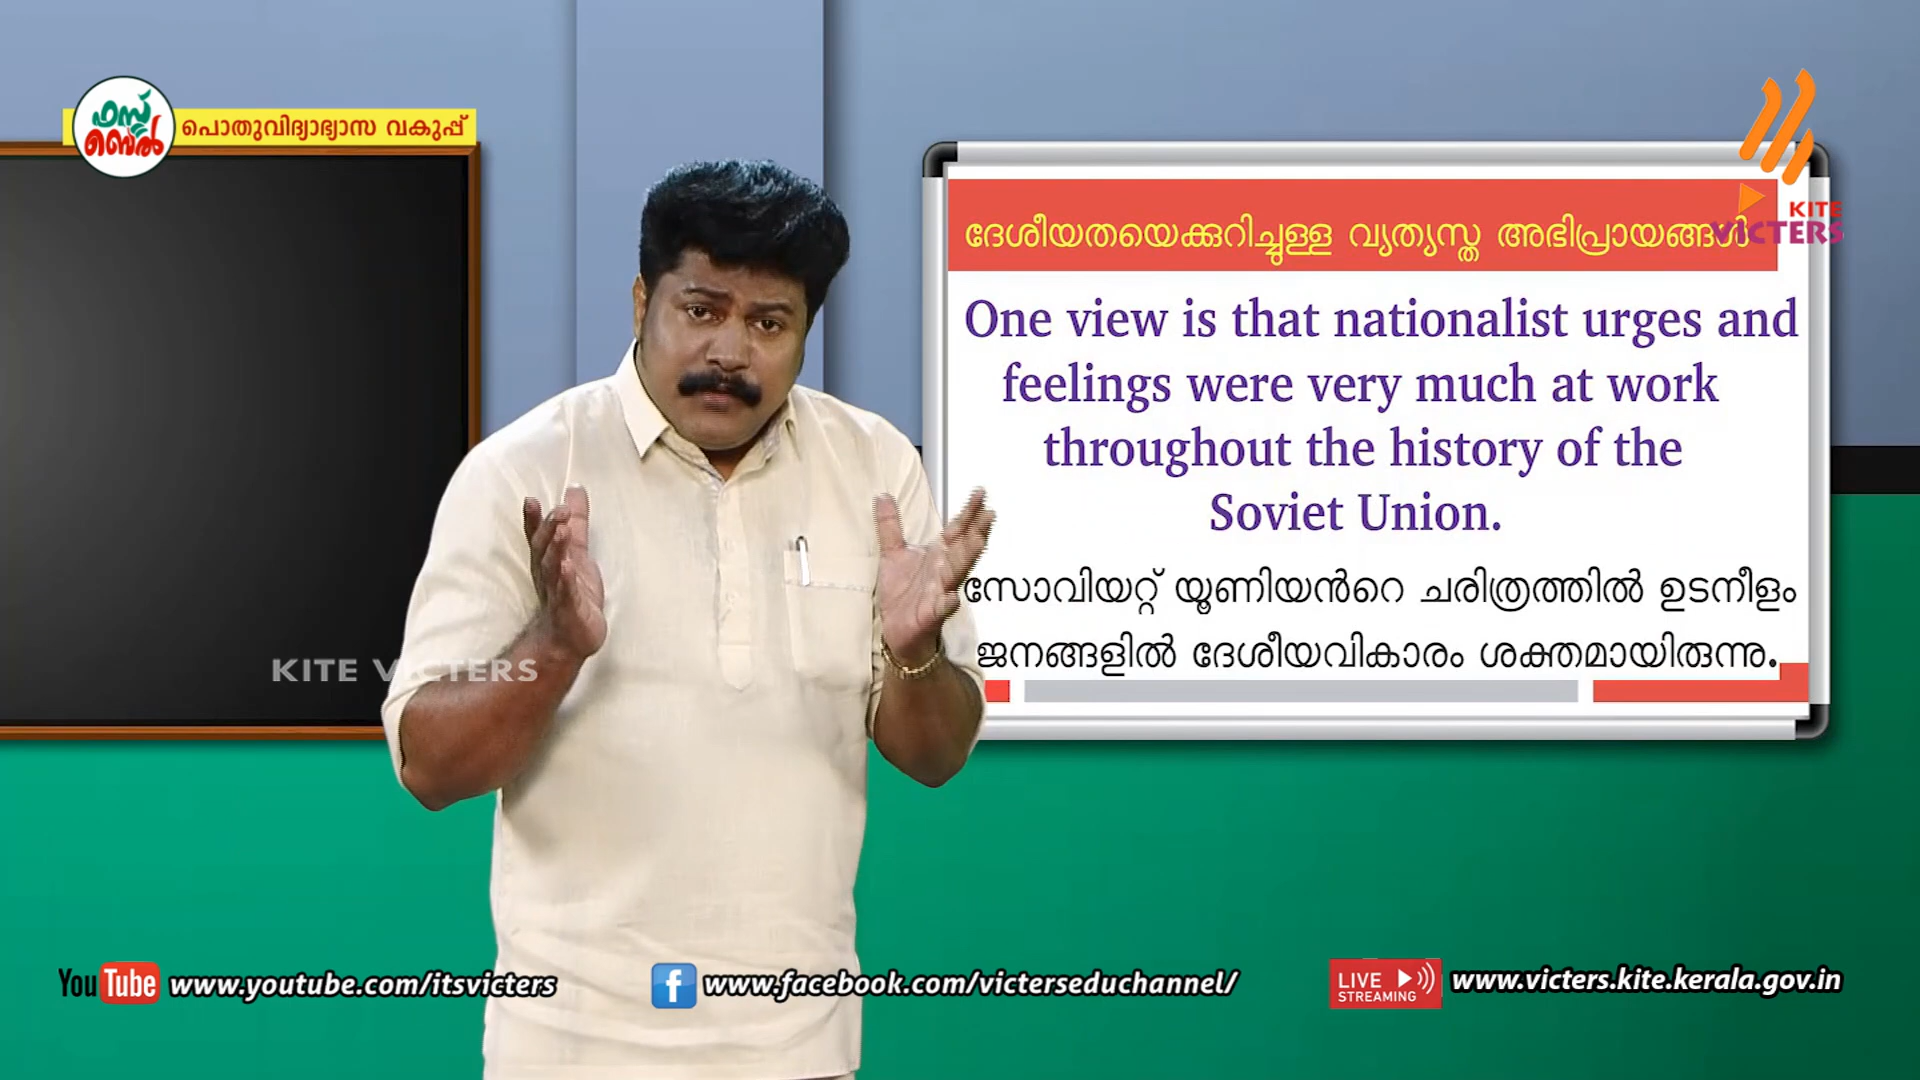 ഫസ്റ്റ്
ബെൽ
പൊതുവിദ്യാഭ്യാസ വകുപ്പ്
KITE
VICTERS
ദേശീയതയെക്കുറിച്ചുള്ള വ്യത്യസ്ത അഭിപ്രായങ്ങൾ
One view is that nationalist urges and
feelings were very much at work
throughout the history of the
Soviet Union.
സോവിയറ്റ് യൂണിയൻറെ ചരിത്രത്തിൽ ഉടനീളം
ജനങ്ങളിൽ ദേശീയവികാരം ശക്തമായിരുന്നു.
KITE VICTERS
YouTube www.youtube.com/itsvicters
f www.facebook.com/victerseduchannel/
LIVE STREAMING www.victers.kite.kerala.gov.in